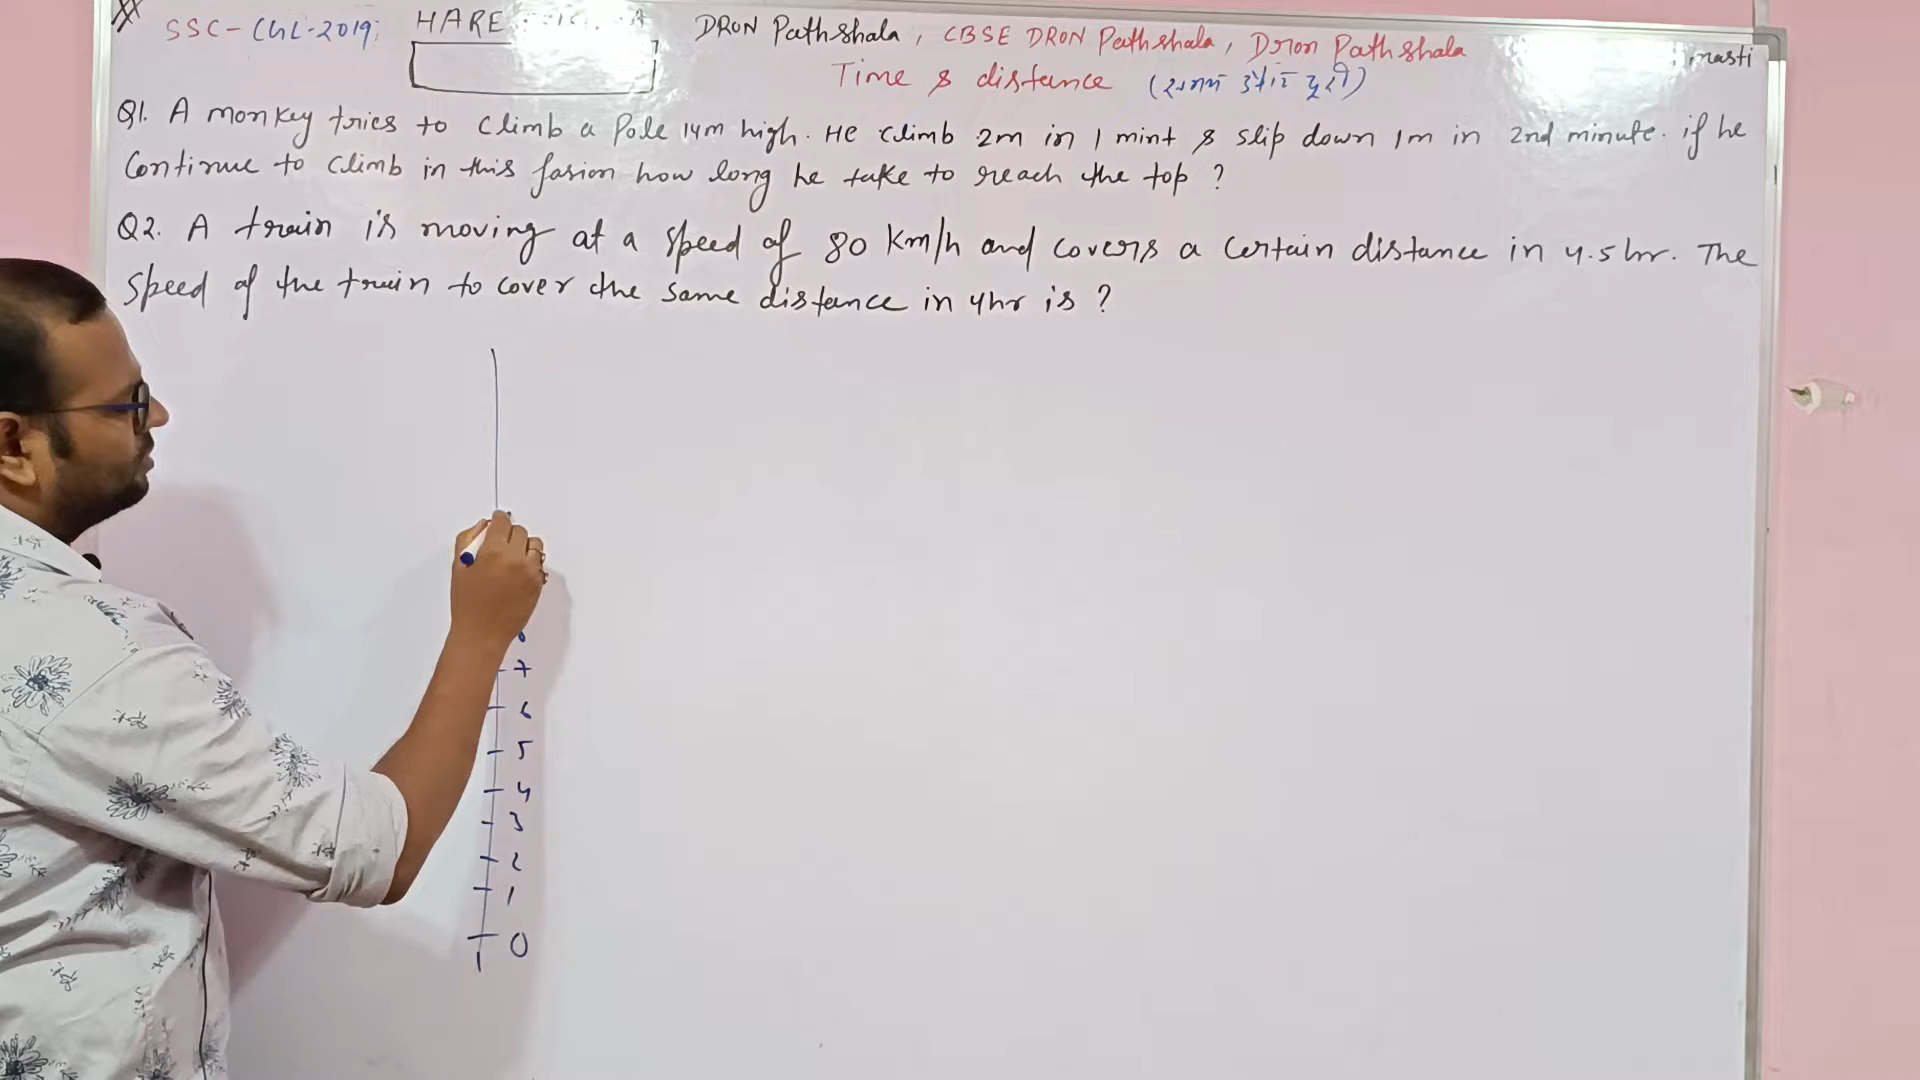 SSC-CGL-2019; HARE DRON Pathshala, CBSE DRON Pathshala, Dron Pathshala masti
Time & distance (समय और दूरी)
Q1. A monkey tries to climb a Pole 14m high. He climb 2m in 1 mint & slip down 1m in 2nd minute. if he
Continue to climb in this fasion how long he take to reach the top ?
Q2. A train is moving at a speed of 80 Km/h and covers a certain distance in 4.5 hr. The
speed of the train to cover the same distance in 4hr is ?
7
6
5
4
3
2
1
0